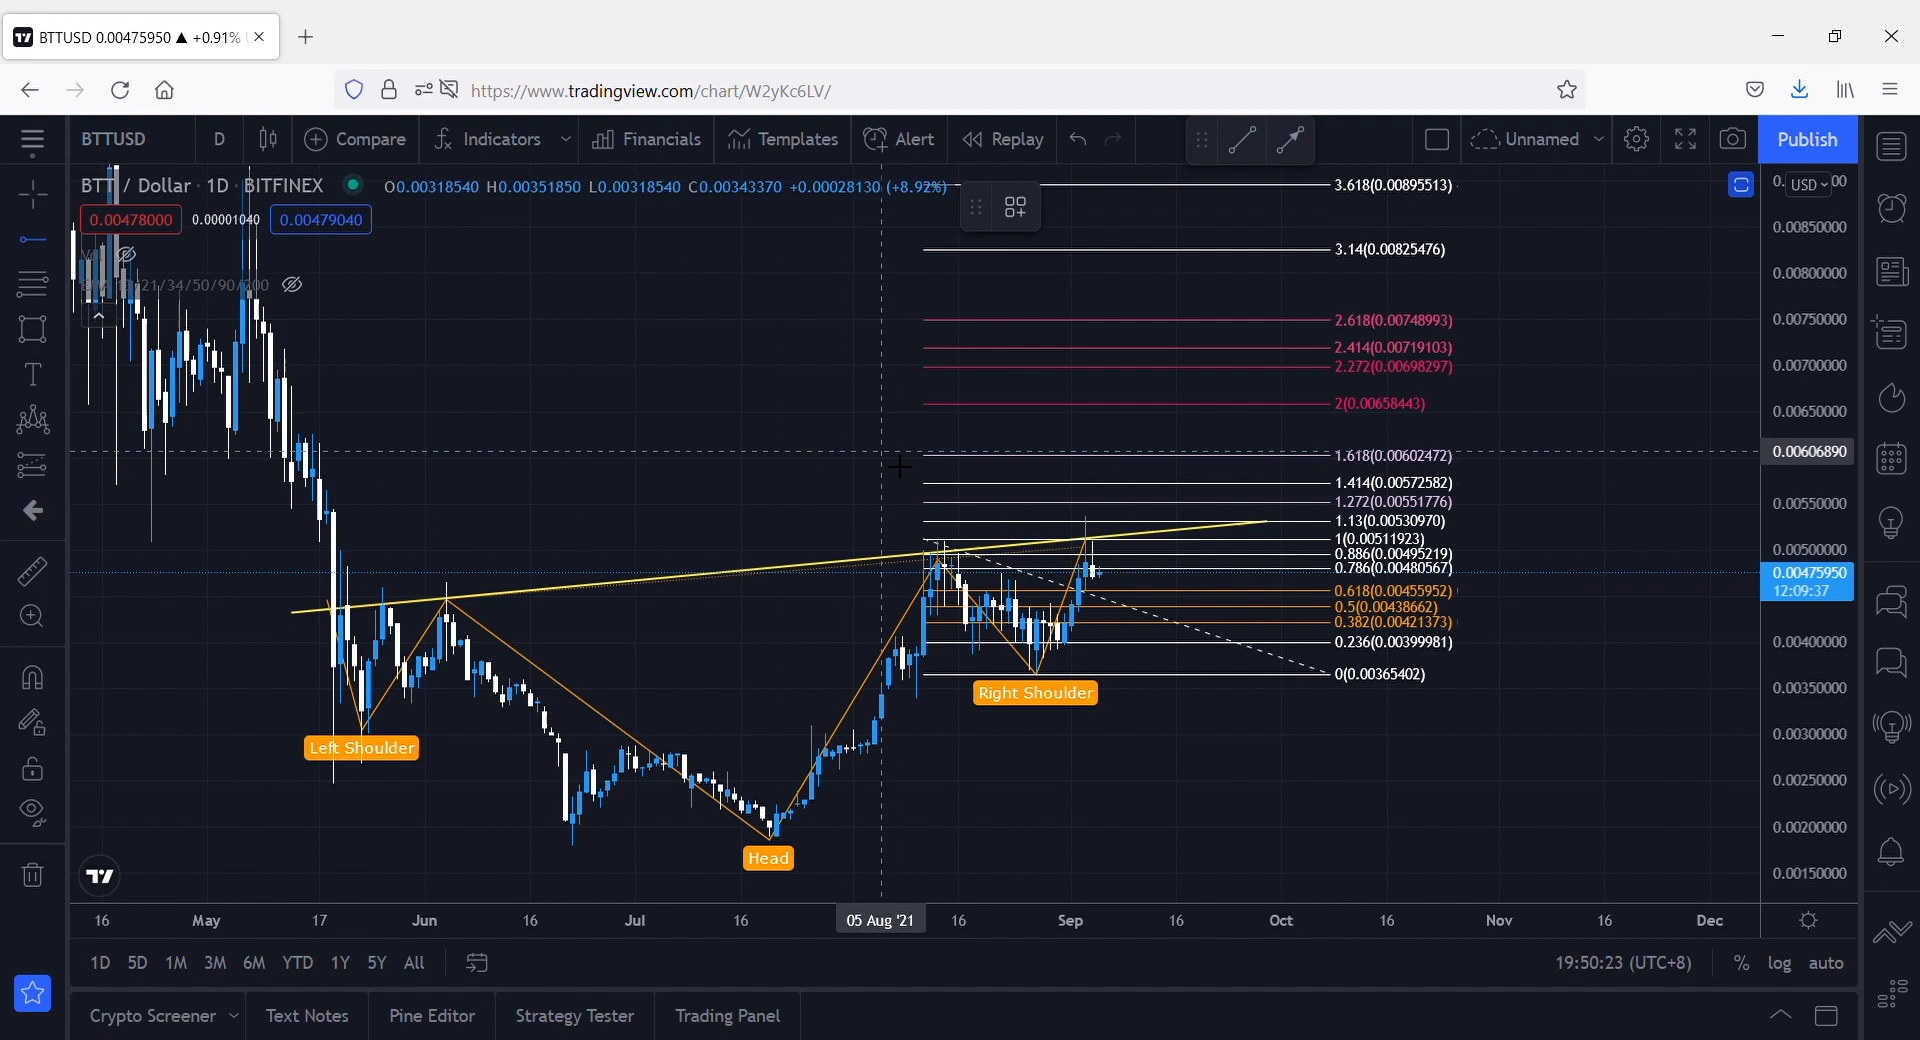 BTTUSD 0.00475950 ▲ +0.91%
https://www.tradingview.com/chart/W2yKc6LV/
BTTUSD D Compare Indicators Financials Templates Alert Replay Unnamed Publish
BTT / Dollar · 1D · BITFINEX O0.00318540 H0.00351850 L0.00318540 C0.00343370 +0.00028130 (+8.92%)
0.00478000 0.00001040 0.00479040
21/34/50/90/200
USD
3.618(0.00895513)
3.14(0.00825476)
2.618(0.00748993)
2.414(0.00719103)
2.272(0.00698297)
2(0.00658443)
1.618(0.00602472)
1.414(0.00572582)
1.272(0.00551776)
1.13(0.00530970)
1(0.00511923)
0.886(0.00495219)
0.786(0.00480567)
0.618(0.00455952)
0.5(0.00438662)
0.382(0.00421373)
0.236(0.00399981)
0(0.00365402)
Left Shoulder
Head
Right Shoulder
0.00850000
0.00800000
0.00750000
0.00700000
0.00650000
0.00606890
0.00550000
0.00500000
0.00475950
12:09:37
0.00400000
0.00350000
0.00300000
0.00250000
0.00200000
0.00150000
16 May 17 Jun 16 Jul 16 05 Aug '21 16 Sep 16 Oct 16 Nov 16 Dec
1D 5D 1M 3M 6M YTD 1Y 5Y All 19:50:23 (UTC+8) % log auto
Crypto Screener Text Notes Pine Editor Strategy Tester Trading Panel